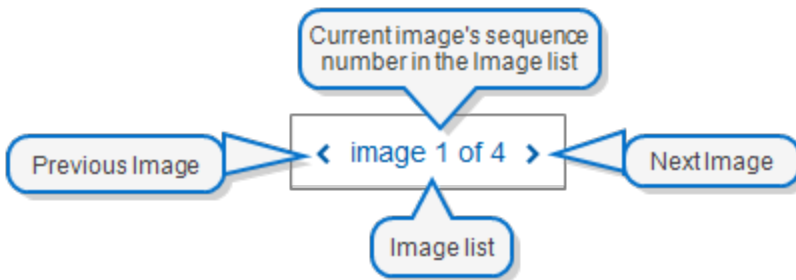 Current image's sequence
number in the Image list
Previous Image
< image 1 of 4 >
Next Image
Image list